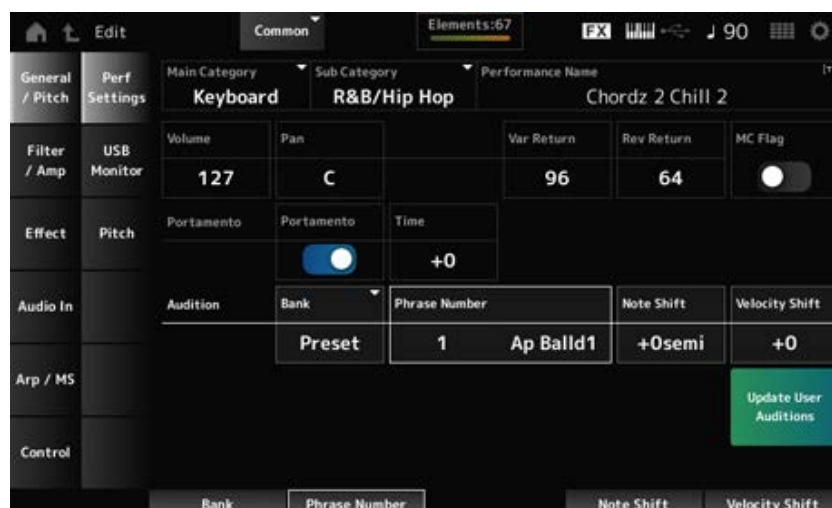 Edit
Common
Elements:67
FX
90
General / Pitch
Perf Settings
Main Category
Keyboard
Sub Category
R&B/Hip Hop
Performance Name
Chordz 2 Chill 2
Filter / Amp
USB Monitor
Volume
127
Pan
C
Var Return
96
Rev Return
64
MC Flag
Effect
Pitch
Portamento
Portamento
Time
+0
Audio In
Audition
Bank
Preset
Phrase Number
1 Ap Balld1
Note Shift
+0semi
Velocity Shift
+0
Arp / MS
Update User Auditions
Control
Bank
Phrase Number
Note Shift
Velocity Shift